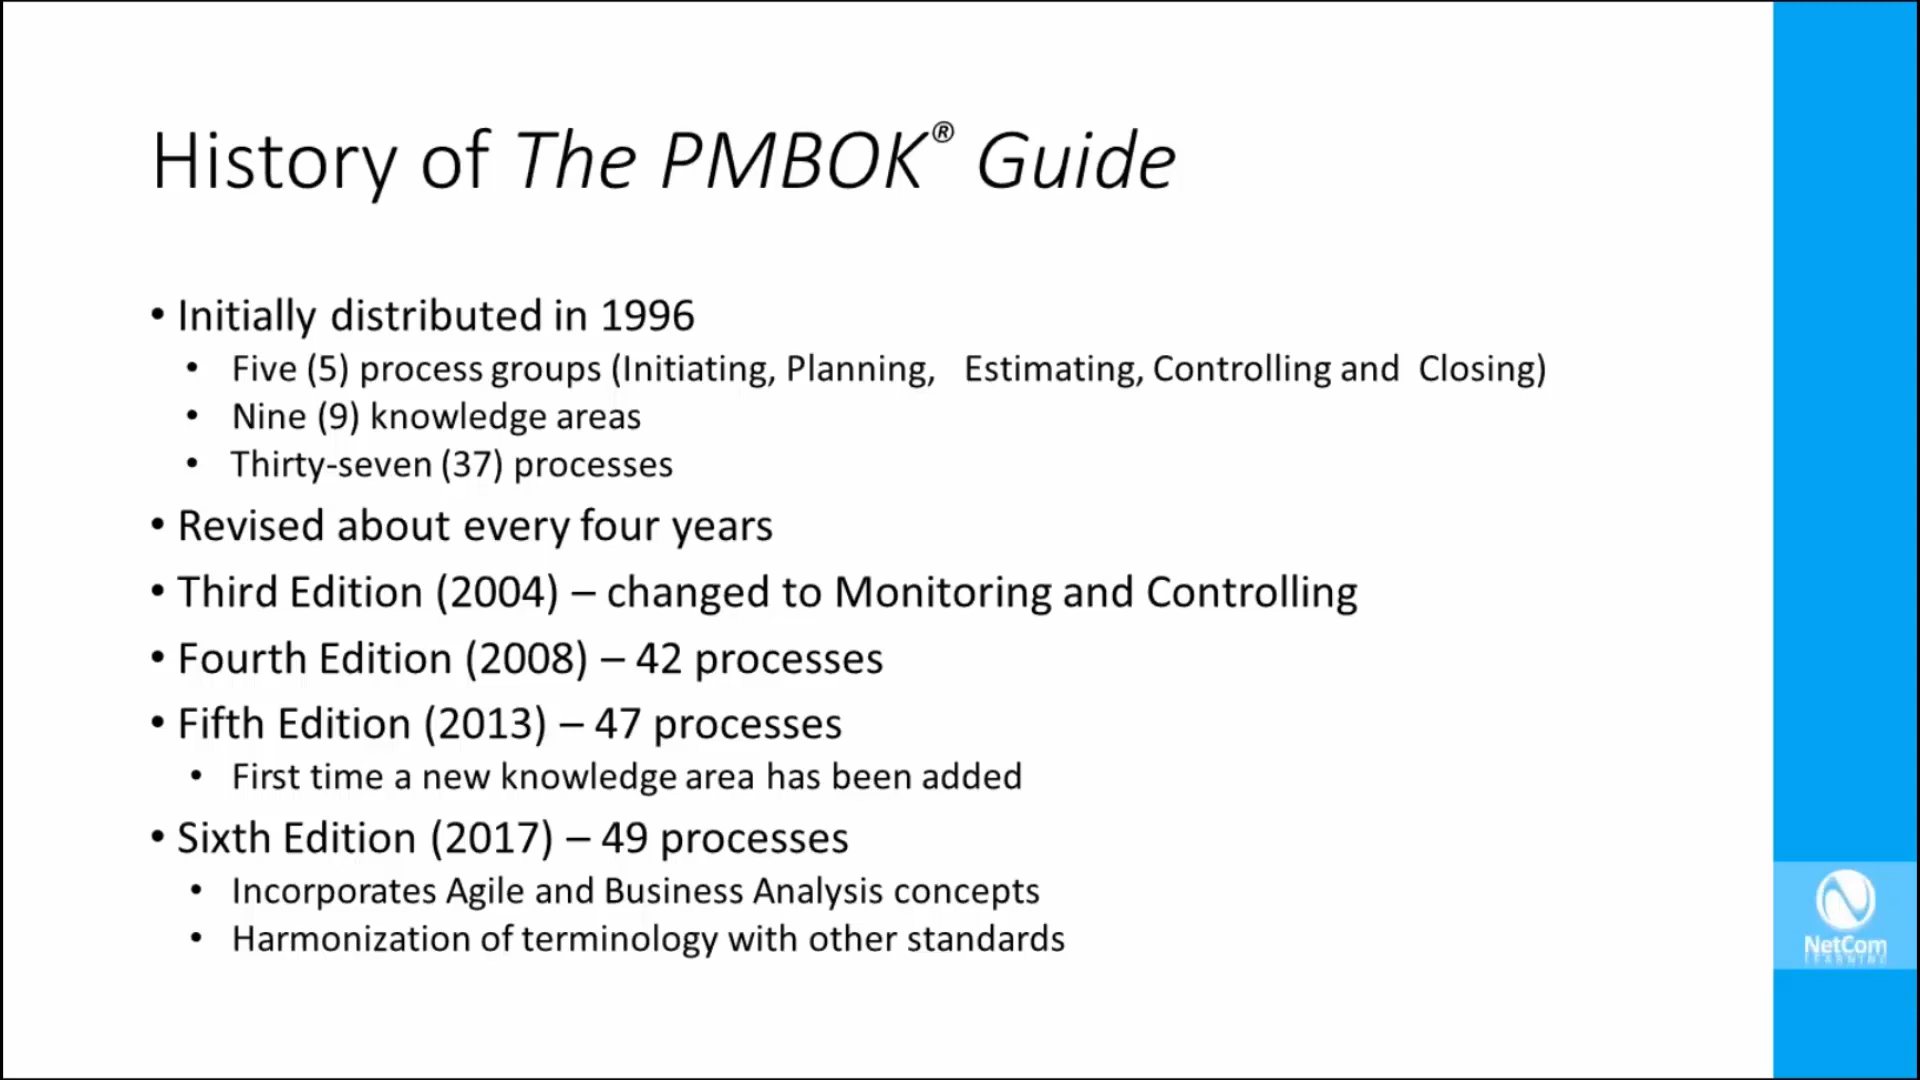 History of The PMBOK® Guide
• Initially distributed in 1996
• Five (5) process groups (Initiating, Planning, Estimating, Controlling and Closing)
• Nine (9) knowledge areas
• Thirty-seven (37) processes
• Revised about every four years
• Third Edition (2004) – changed to Monitoring and Controlling
• Fourth Edition (2008) – 42 processes
• Fifth Edition (2013) – 47 processes
• First time a new knowledge area has been added
• Sixth Edition (2017) – 49 processes
• Incorporates Agile and Business Analysis concepts
• Harmonization of terminology with other standards
NetCom
LEARNING